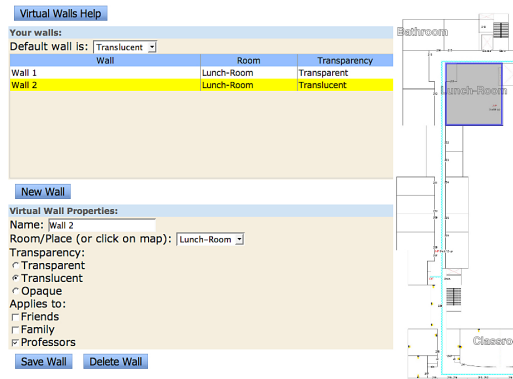 Virtual Walls Help
Your walls:
Default wall is: Translucent
Wall Room Transparency
Wall 1 Lunch-Room Transparent
Wall 2 Lunch-Room Translucent
New Wall
Virtual Wall Properties:
Name: Wall 2
Room/Place (or click on map): Lunch-Room
Transparency:
Transparent
Translucent
Opaque
Applies to:
Friends
Family
Professors
Save Wall Delete Wall
Bathroom
Lunch-Room
Classro